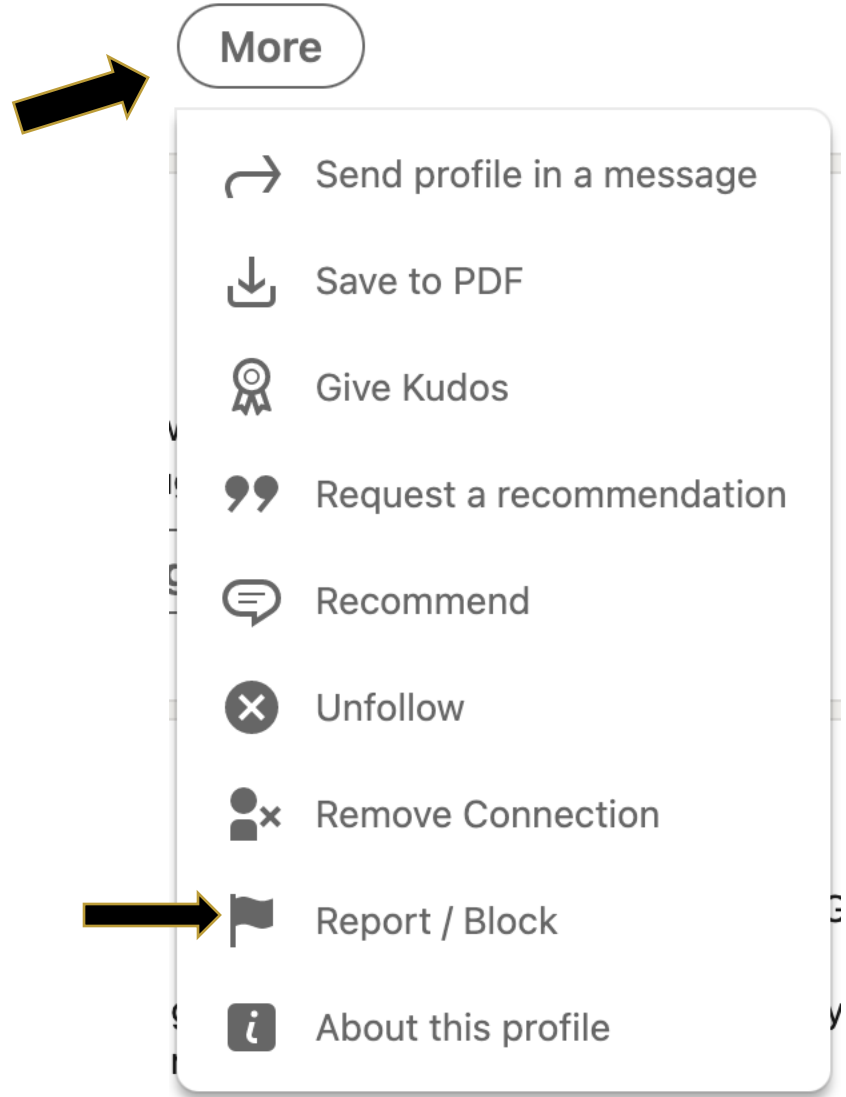 More
Send profile in a message
Save to PDF
Give Kudos
Request a recommendation
Recommend
Unfollow
Remove Connection
Report / Block
About this profile